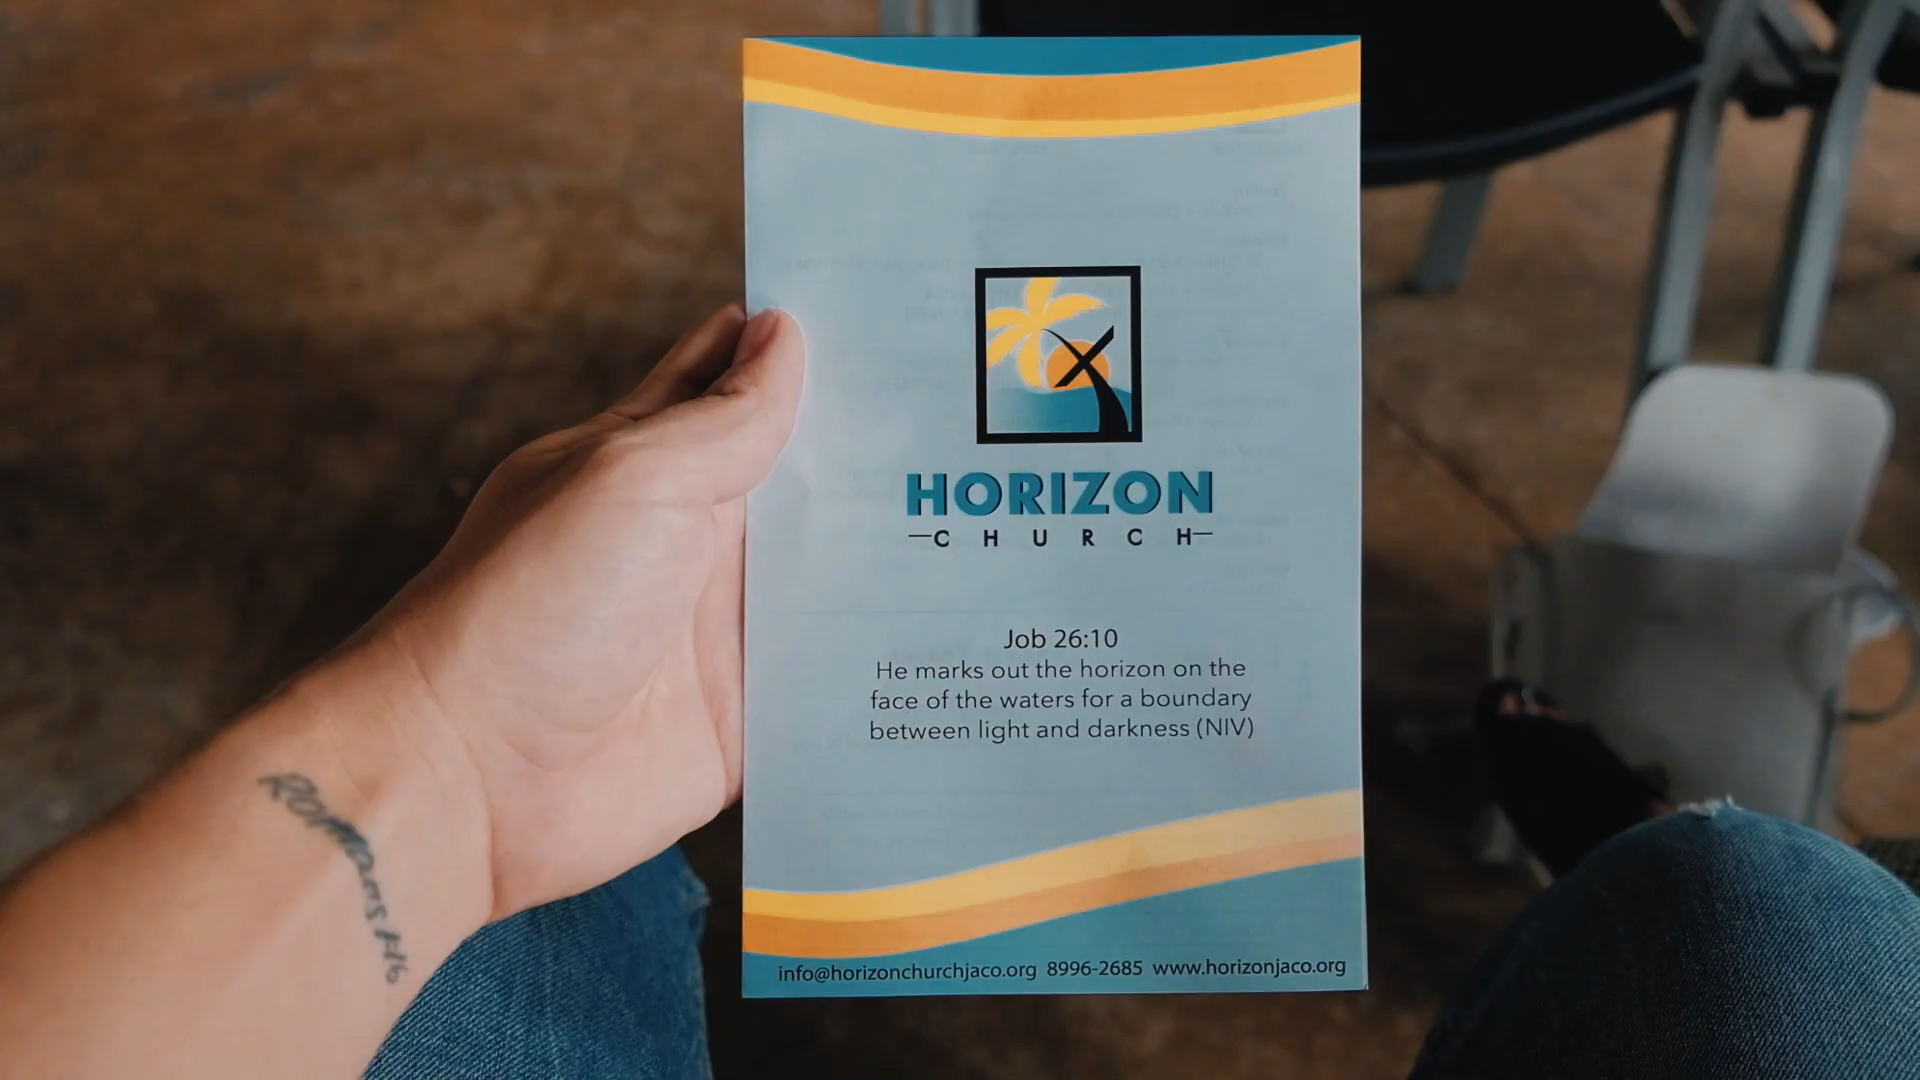 HORIZON
CHURCH
Job 26:10
He marks out the horizon on the
face of the waters for a boundary
between light and darkness (NIV)
info@horizonchurchjaco.org 8996-2685 www.horizonjaco.org
Romans